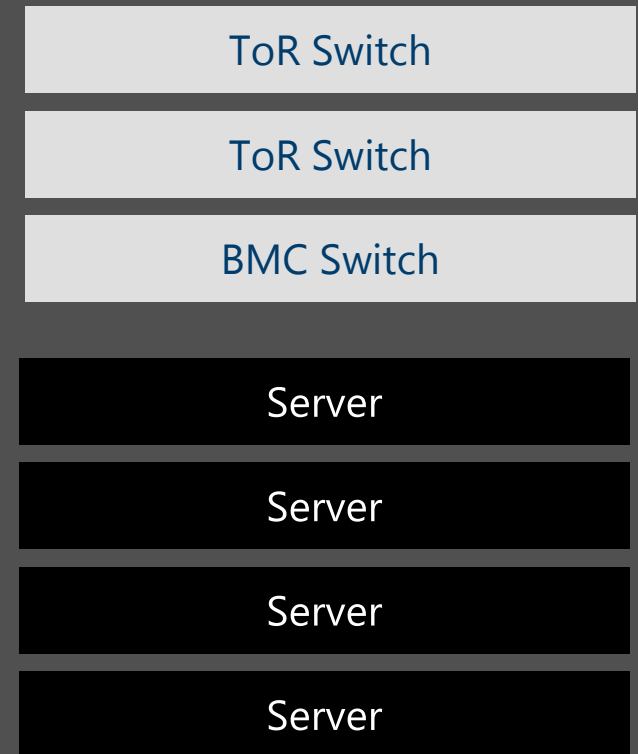 ToR Switch
ToR Switch
BMC Switch
Server
Server
Server
Server